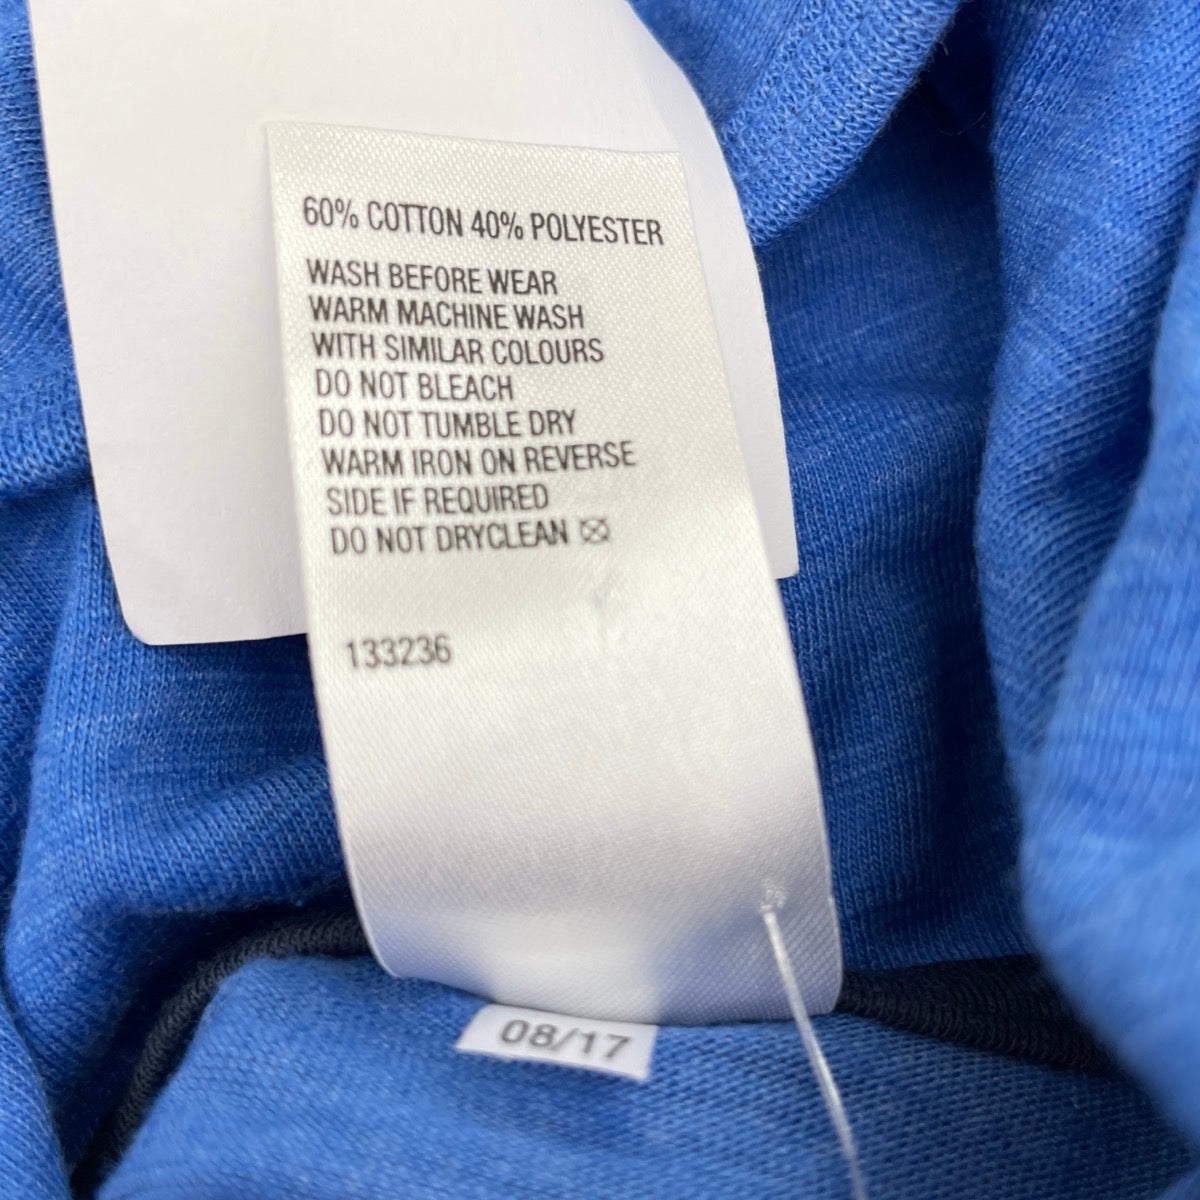 60% COTTON 40% POLYESTER
WASH BEFORE WEAR
WARM MACHINE WASH
WITH SIMILAR COLOURS
DO NOT BLEACH
DO NOT TUMBLE DRY
WARM IRON ON REVERSE
SIDE IF REQUIRED
DO NOT DRYCLEAN
133236
08/17